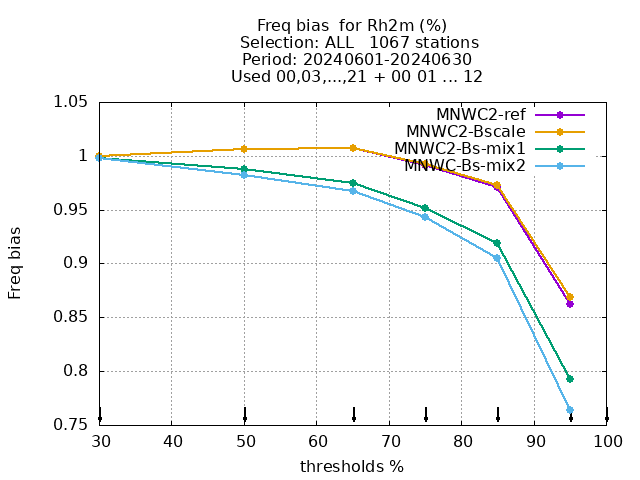 Freq bias  for Rh2m (%)
Selection: ALL   1067 stations
Period: 20240601-20240630
Used 00,03,...,21 + 00 01 ... 12
MNWC2-ref
MNWC2-Bscale
MNWC2-Bs-mix1
MNWC-Bs-mix2
1.05
1
0.95
0.9
0.85
0.8
0.75
Freq bias
30 40 50 60 70 80 90 100
thresholds %